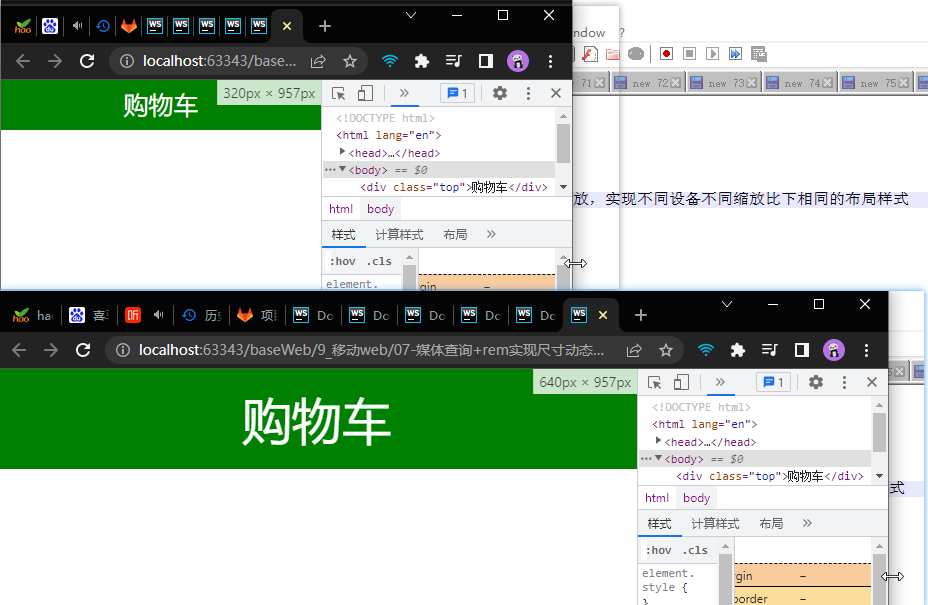 ndow ?
localhost:63343/base...
71 new 72 new 73 new 74 new 75
购物车
320px × 957px
1
<!DOCTYPE html>
<html lang="en">
<head>…</head>
<body> == $0
<div class="top">购物车</div>
放，实现不同设备不同缩放比下相同的布局样式
html body
样式 计算样式 布局
:hov .cls
element.
gin –
ha 听 历 项 Do Do Do Do Do
localhost:63343/baseWeb/9_移动web/07-媒体查询+rem实现尺寸动态...
购物车
640px × 957px
1
<!DOCTYPE html>
<html lang="en">
<head>…</head>
<body> == $0
<div class="top">购物车</div>
式
html body
样式 计算样式 布局
:hov .cls
element.
style {
}
gin –
border –